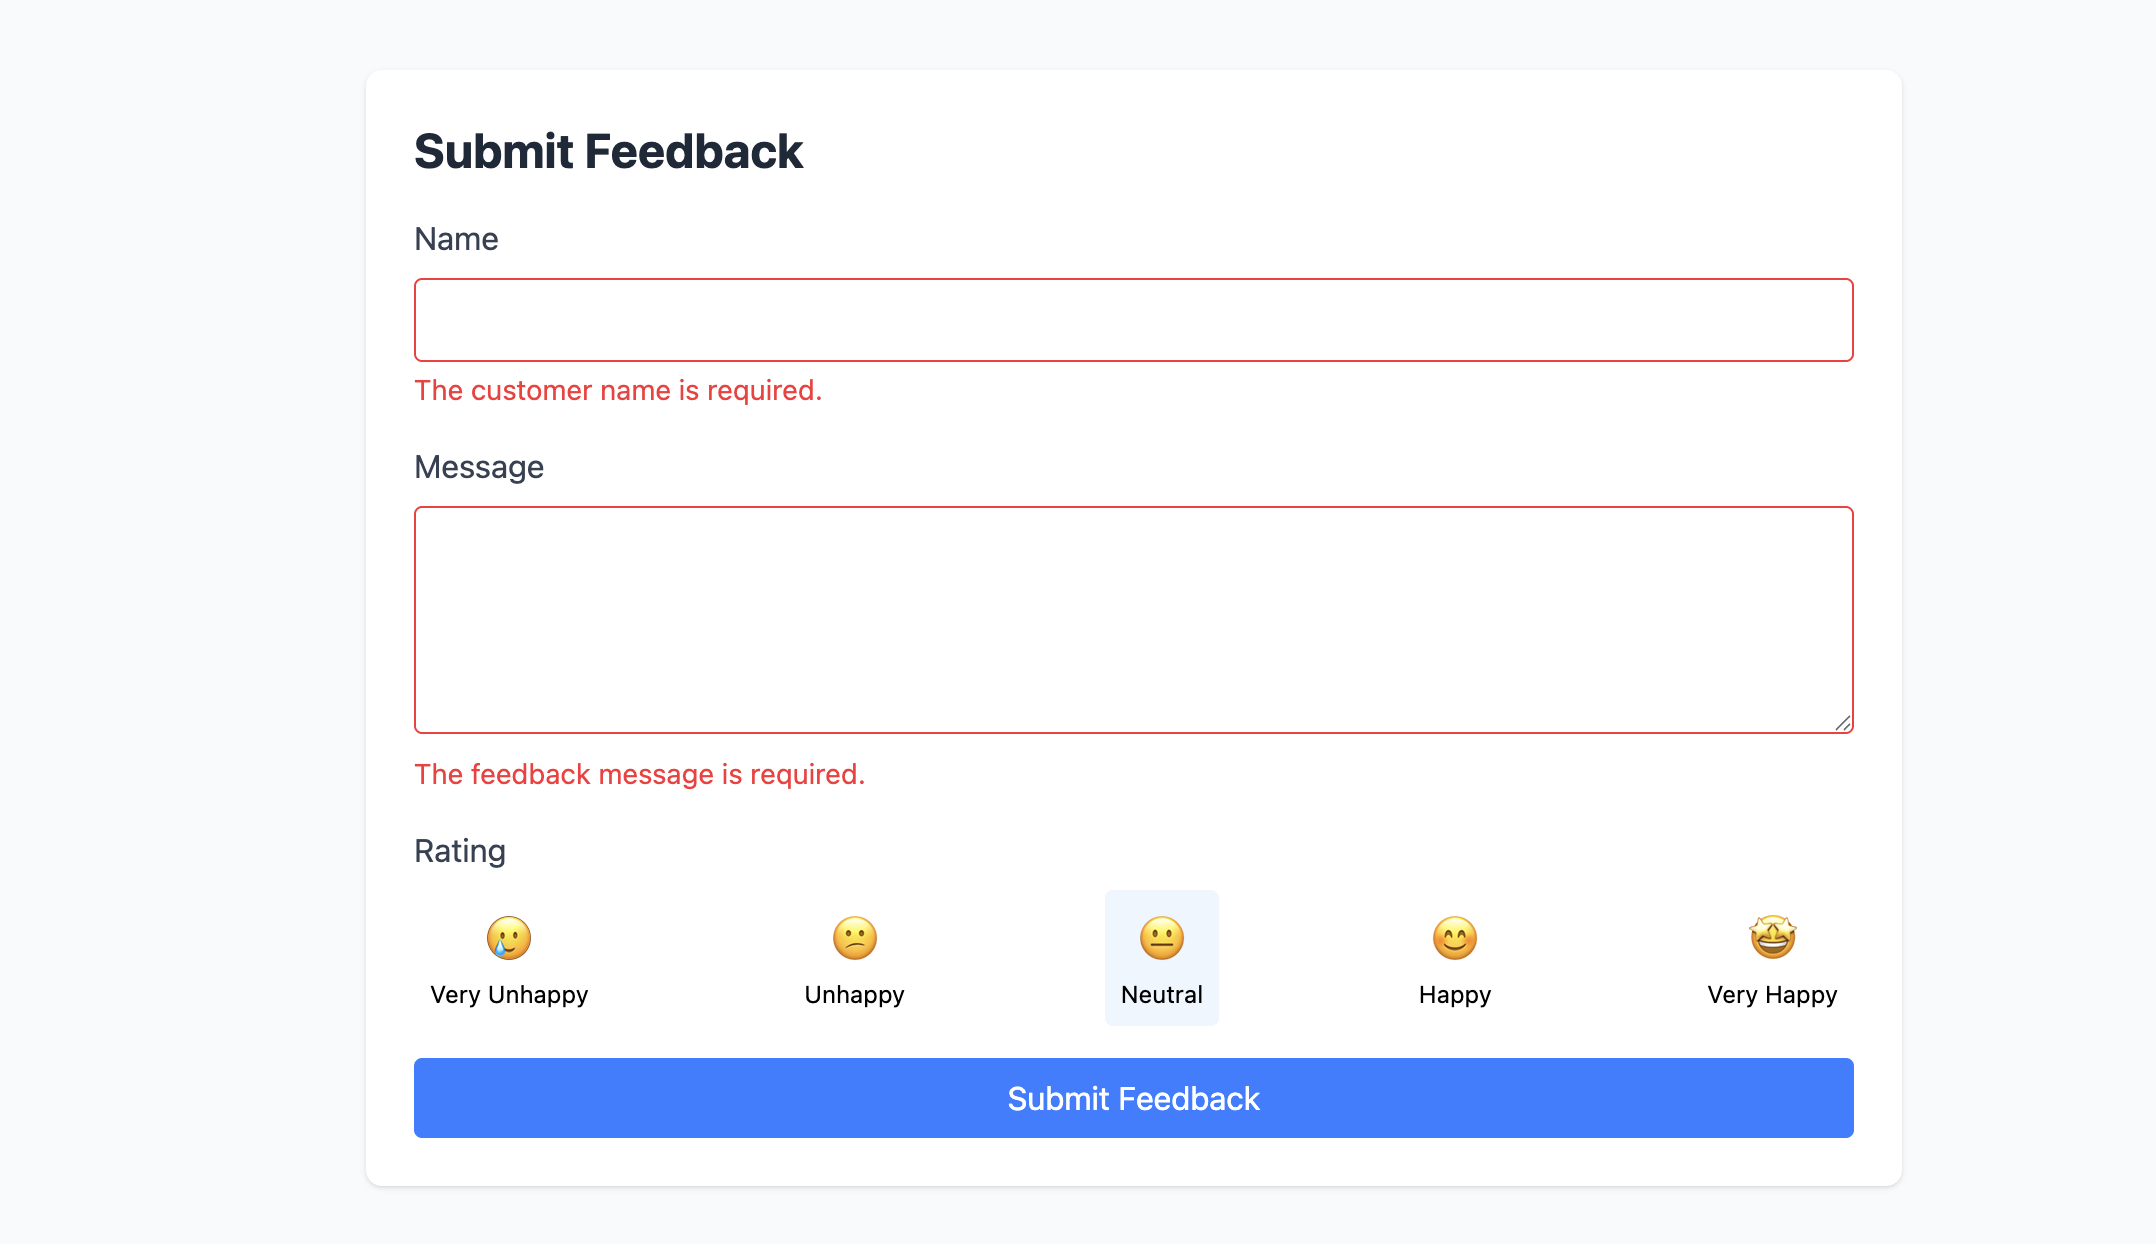 Submit Feedback
Name
The customer name is required.
Message
The feedback message is required.
Rating
Very Unhappy
Unhappy
Neutral
Happy
Very Happy
Submit Feedback